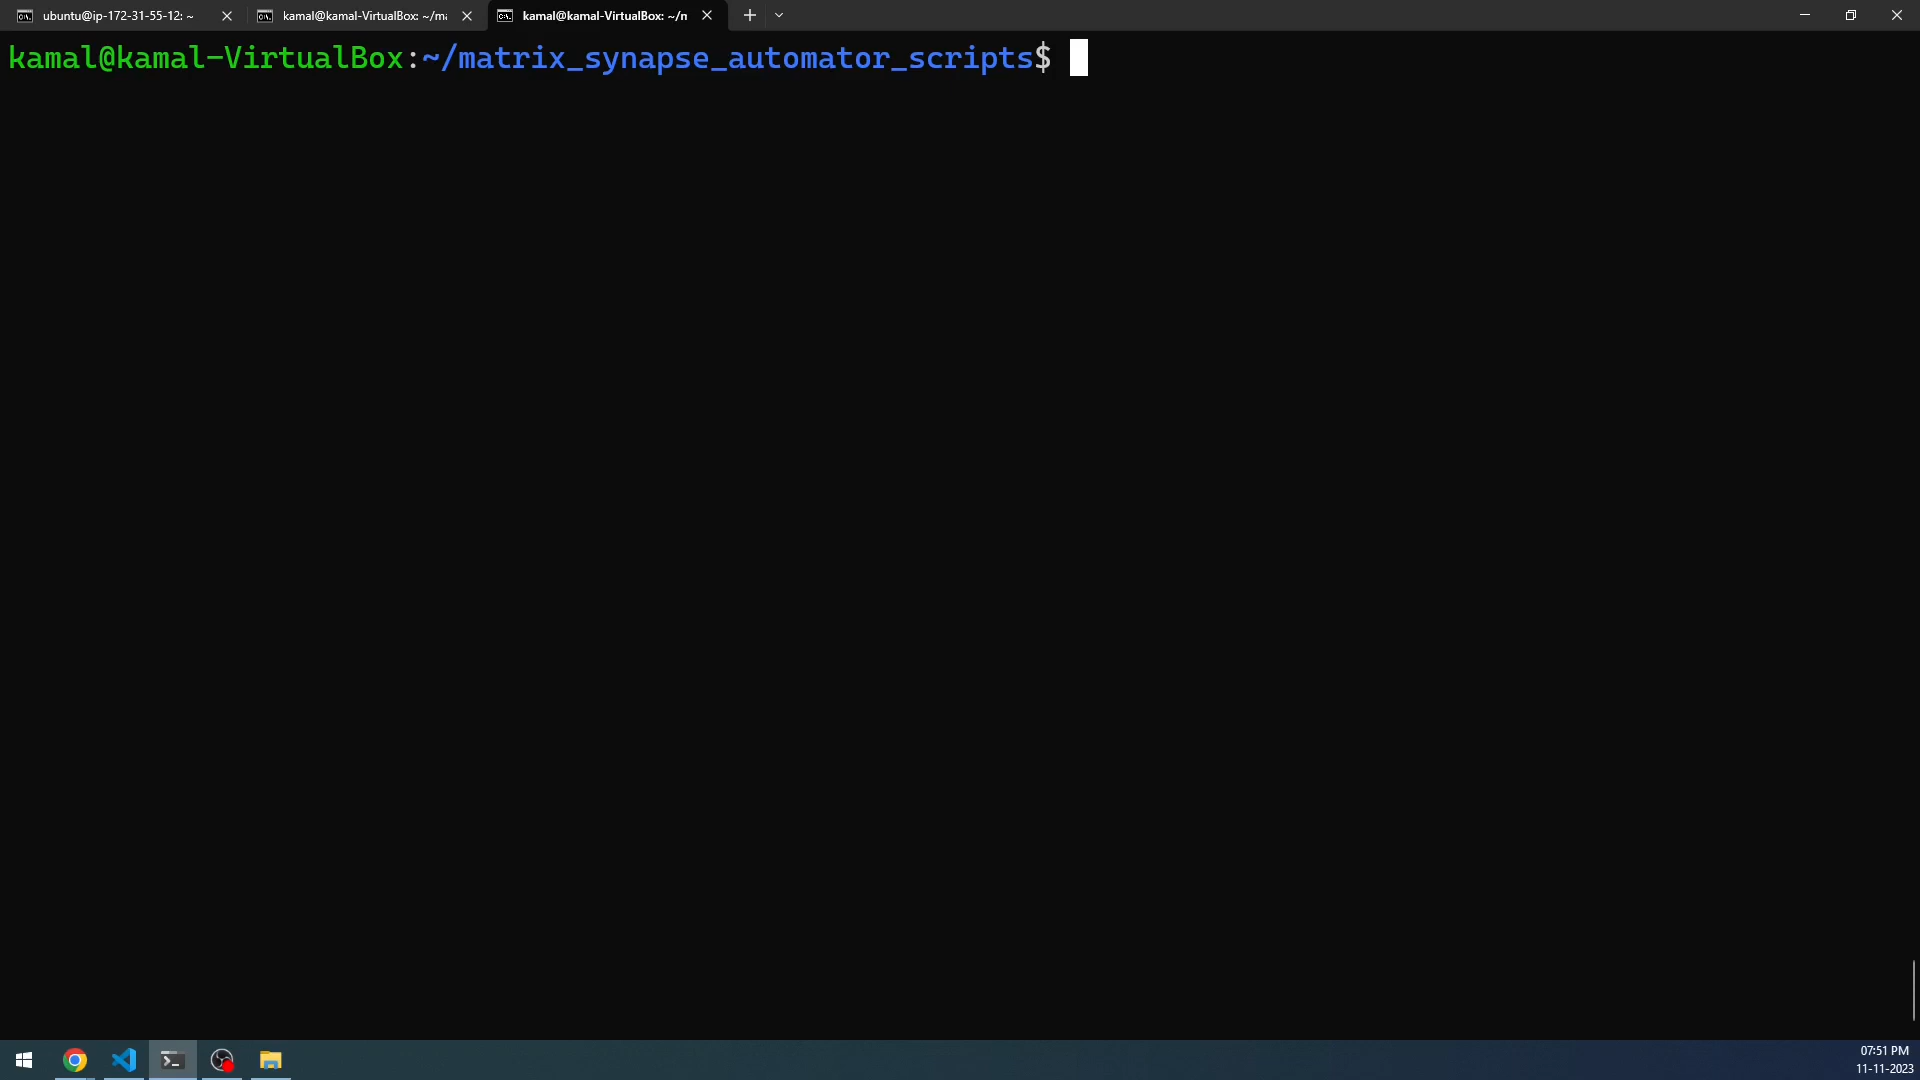 ubuntu@ip-172-31-55-12: ~
kamal@kamal-VirtualBox: ~/ma
kamal@kamal-VirtualBox: ~/n
kamal@kamal-VirtualBox:~/matrix_synapse_automator_scripts$
07:51 PM
11-11-2023